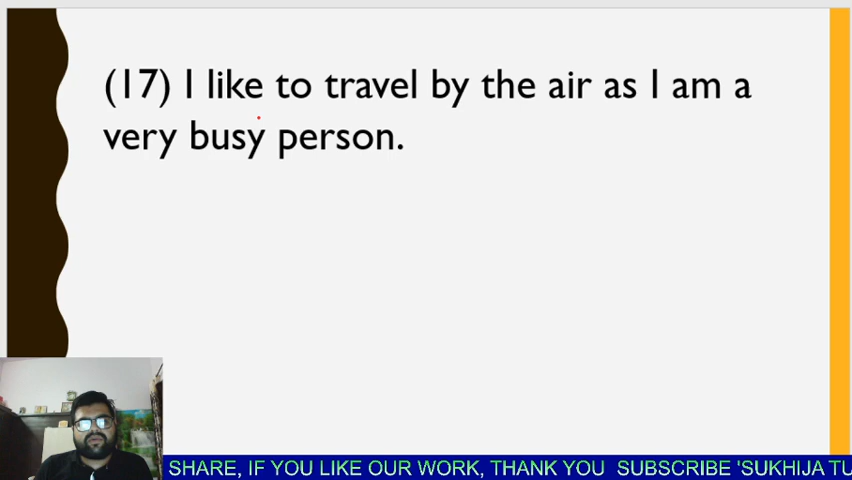 (17) I like to travel by the air as I am a
very busy person.
SHARE, IF YOU LIKE OUR WORK, THANK YOU SUBSCRIBE 'SUKHIJA TU